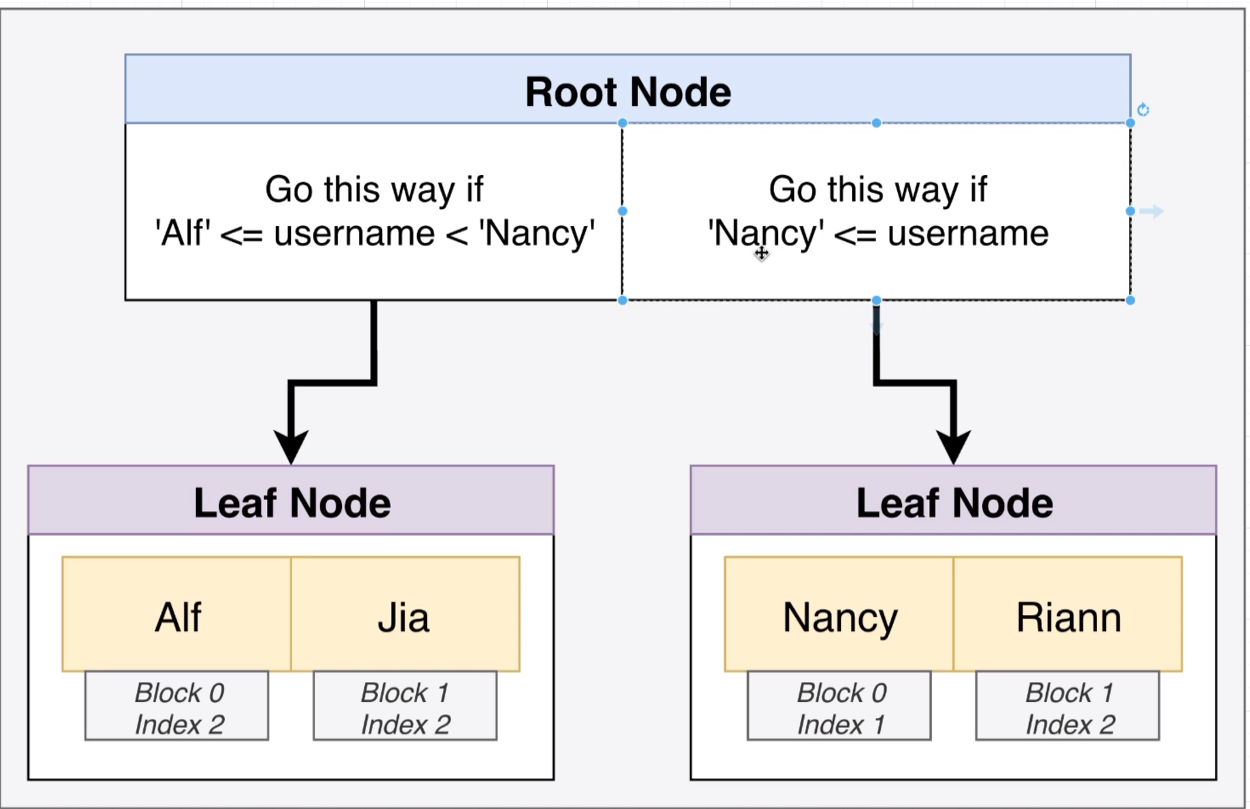 Root Node
Go this way if
'Alf' <= username < 'Nancy'
Go this way if
'Nancy' <= username
Leaf Node
Alf
Jia
Block 0
Index 2
Block 1
Index 2
Leaf Node
Nancy
Riann
Block 0
Index 1
Block 1
Index 2